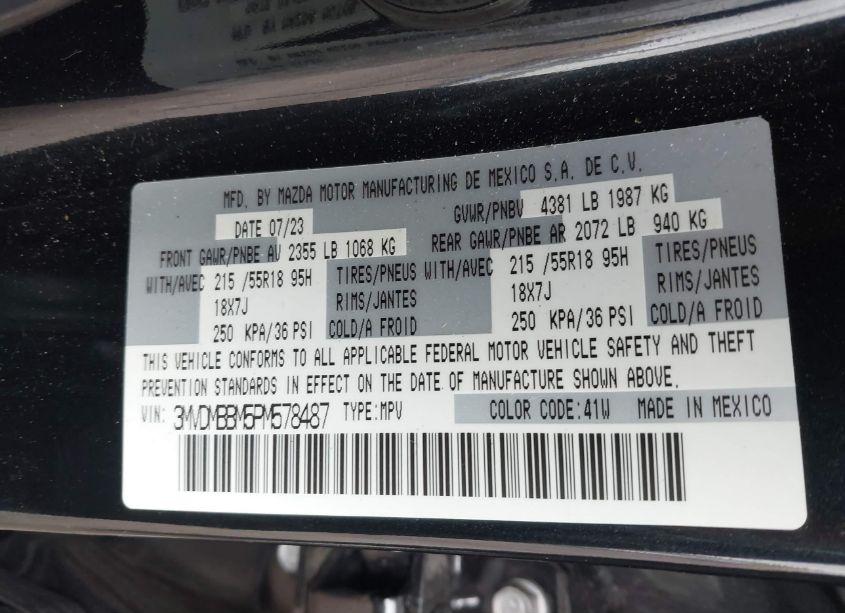 MFD. BY MAZDA MOTOR MANUFACTURING DE MEXICO S.A. DE C.V.
DATE 07/23 GVWR/PNBV 4381 LB 1987 KG
FRONT GAWR/PNBE AV 2355 LB 1068 KG REAR GAWR/PNBE AR 2072 LB 940 KG
WITH/AVEC 215 /55R18 95H TIRES/PNEUS WITH/AVEC 215 /55R18 95H TIRES/PNEUS
18X7J RIMS/JANTES 18X7J RIMS/JANTES
250 KPA/36 PSI COLD/A FROID 250 KPA/36 PSI COLD/A FROID
THIS VEHICLE CONFORMS TO ALL APPLICABLE FEDERAL MOTOR VEHICLE SAFETY AND THEFT
PREVENTION STANDARDS IN EFFECT ON THE DATE OF MANUFACTURE SHOWN ABOVE.
VIN: 3MVDMBBM5PM578487 TYPE:MPV COLOR CODE:41W MADE IN MEXICO